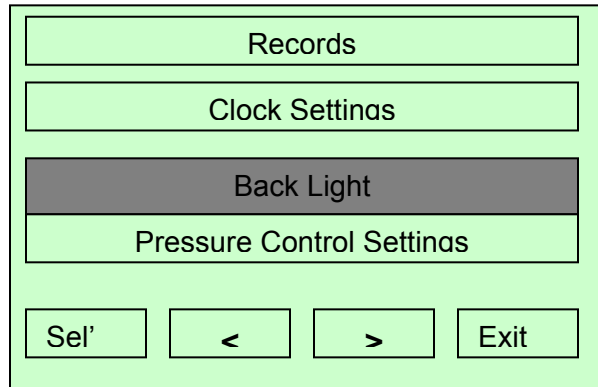 Records
Clock Settings
Back Light
Pressure Control Settings
Sel’ < > Exit